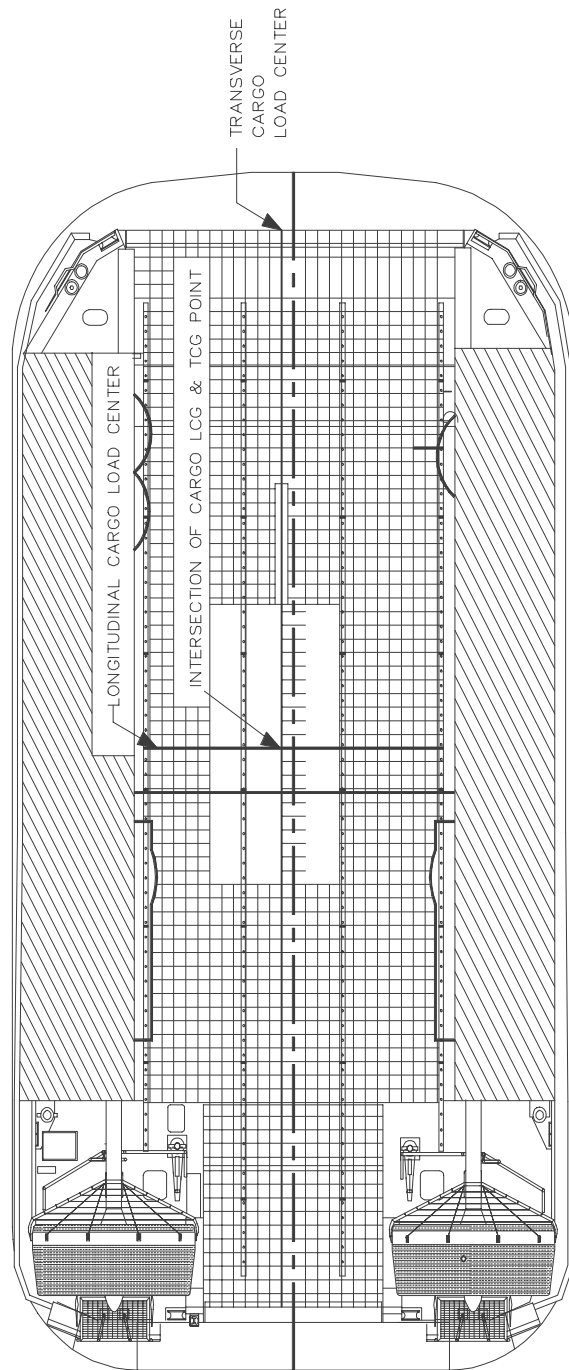 TRANSVERSE
CARGO
LOAD CENTER
LONGITUDINAL CARGO LOAD CENTER
INTERSECTION OF CARGO LCG & TCG POINT